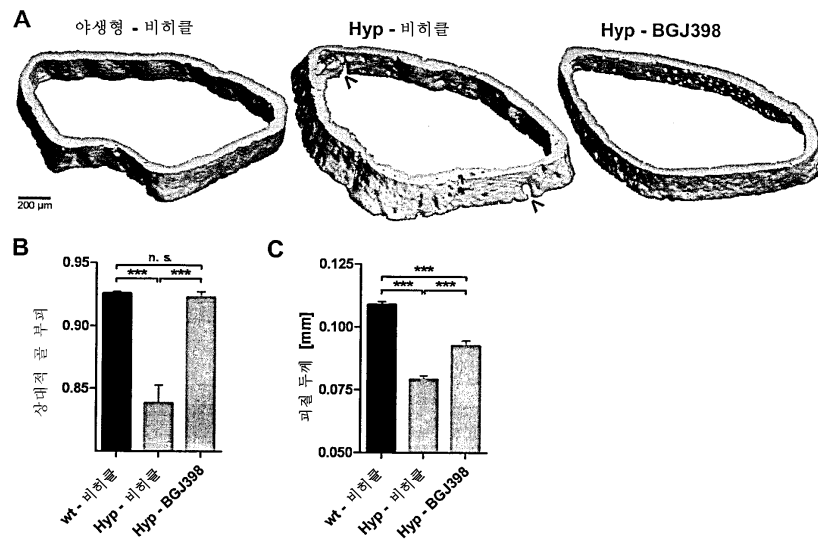 A
야생형 - 비히클
Hyp - 비히클
Hyp - BGJ398
>
>
200 µm
B
n. s.
***
***
0.95
0.90
0.85
상대적 골 부피
wt - 비히클
Hyp - 비히클
Hyp - BGJ398
C
***
***
***
0.125
0.100
0.075
0.050
피질 두께 [mm]
wt - 비히클
Hyp - 비히클
Hyp - BGJ398